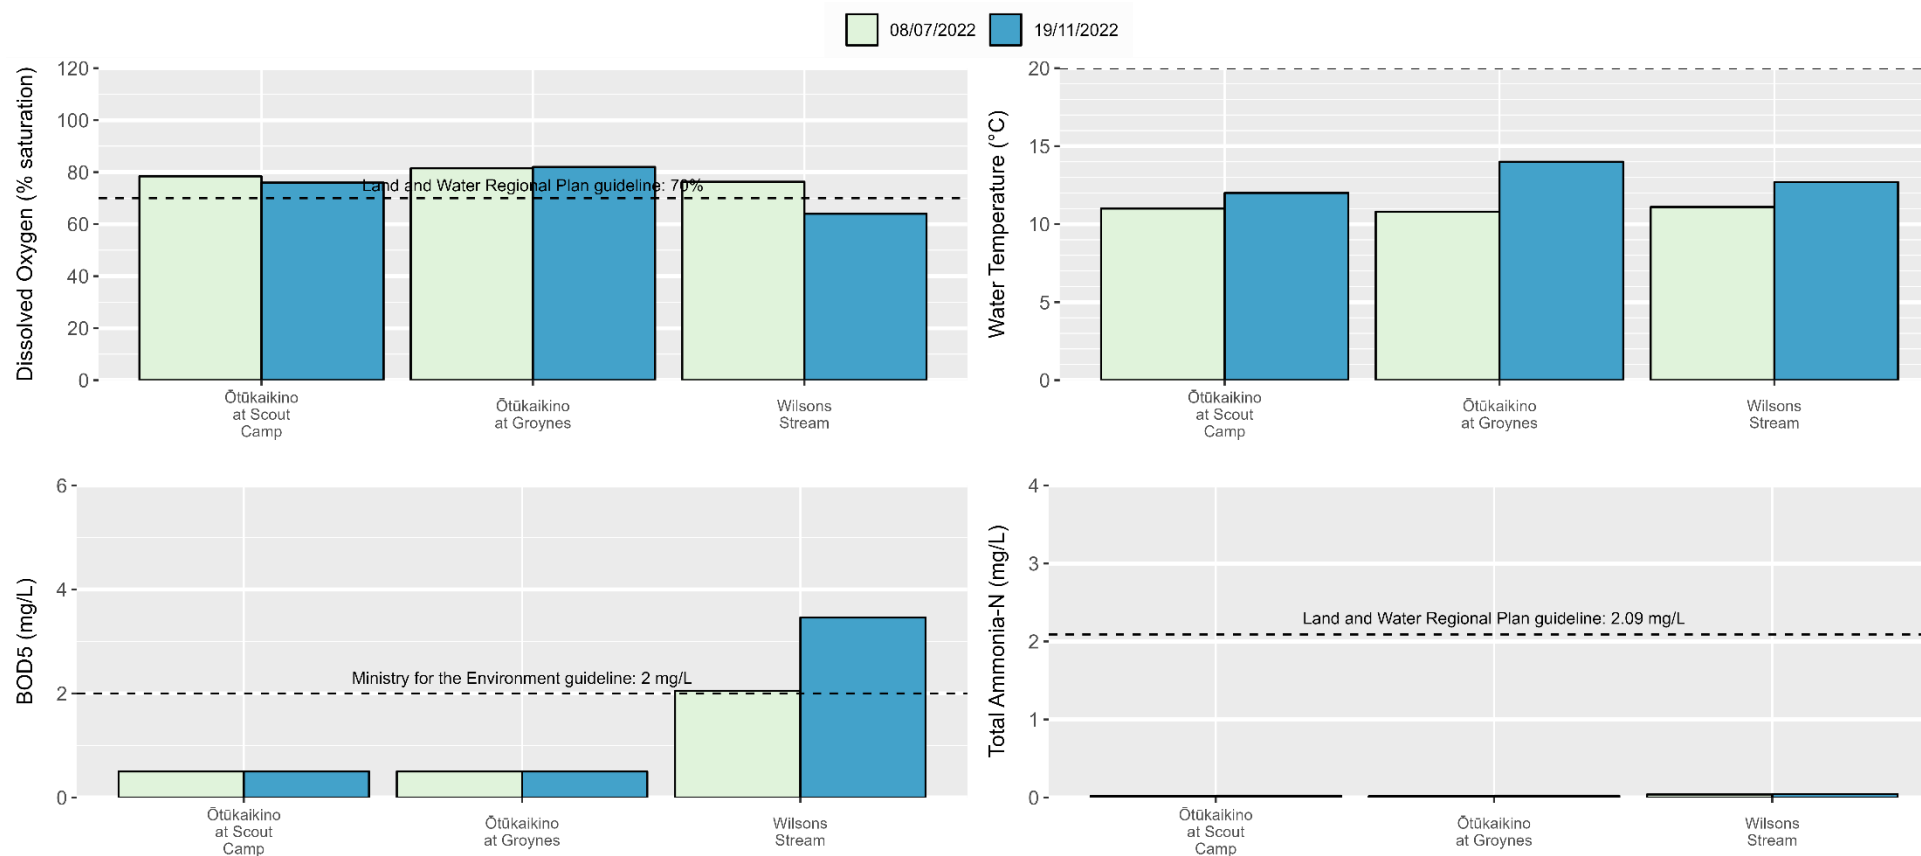 08/07/2022 19/11/2022
Dissolved Oxygen (% saturation)
120
100
80
60
40
20
0
Land and Water Regional Plan guideline: 70%
Ōtūkaikino
at Scout
Camp
Ōtūkaikino
at Groynes
Wilsons
Stream
Water Temperature (°C)
20
15
10
5
0
Ōtūkaikino
at Scout
Camp
Ōtūkaikino
at Groynes
Wilsons
Stream
BOD5 (mg/L)
6
4
2
0
Ministry for the Environment guideline: 2 mg/L
Ōtūkaikino
at Scout
Camp
Ōtūkaikino
at Groynes
Wilsons
Stream
Total Ammonia-N (mg/L)
4
3
2
1
0
Land and Water Regional Plan guideline: 2.09 mg/L
Ōtūkaikino
at Scout
Camp
Ōtūkaikino
at Groynes
Wilsons
Stream